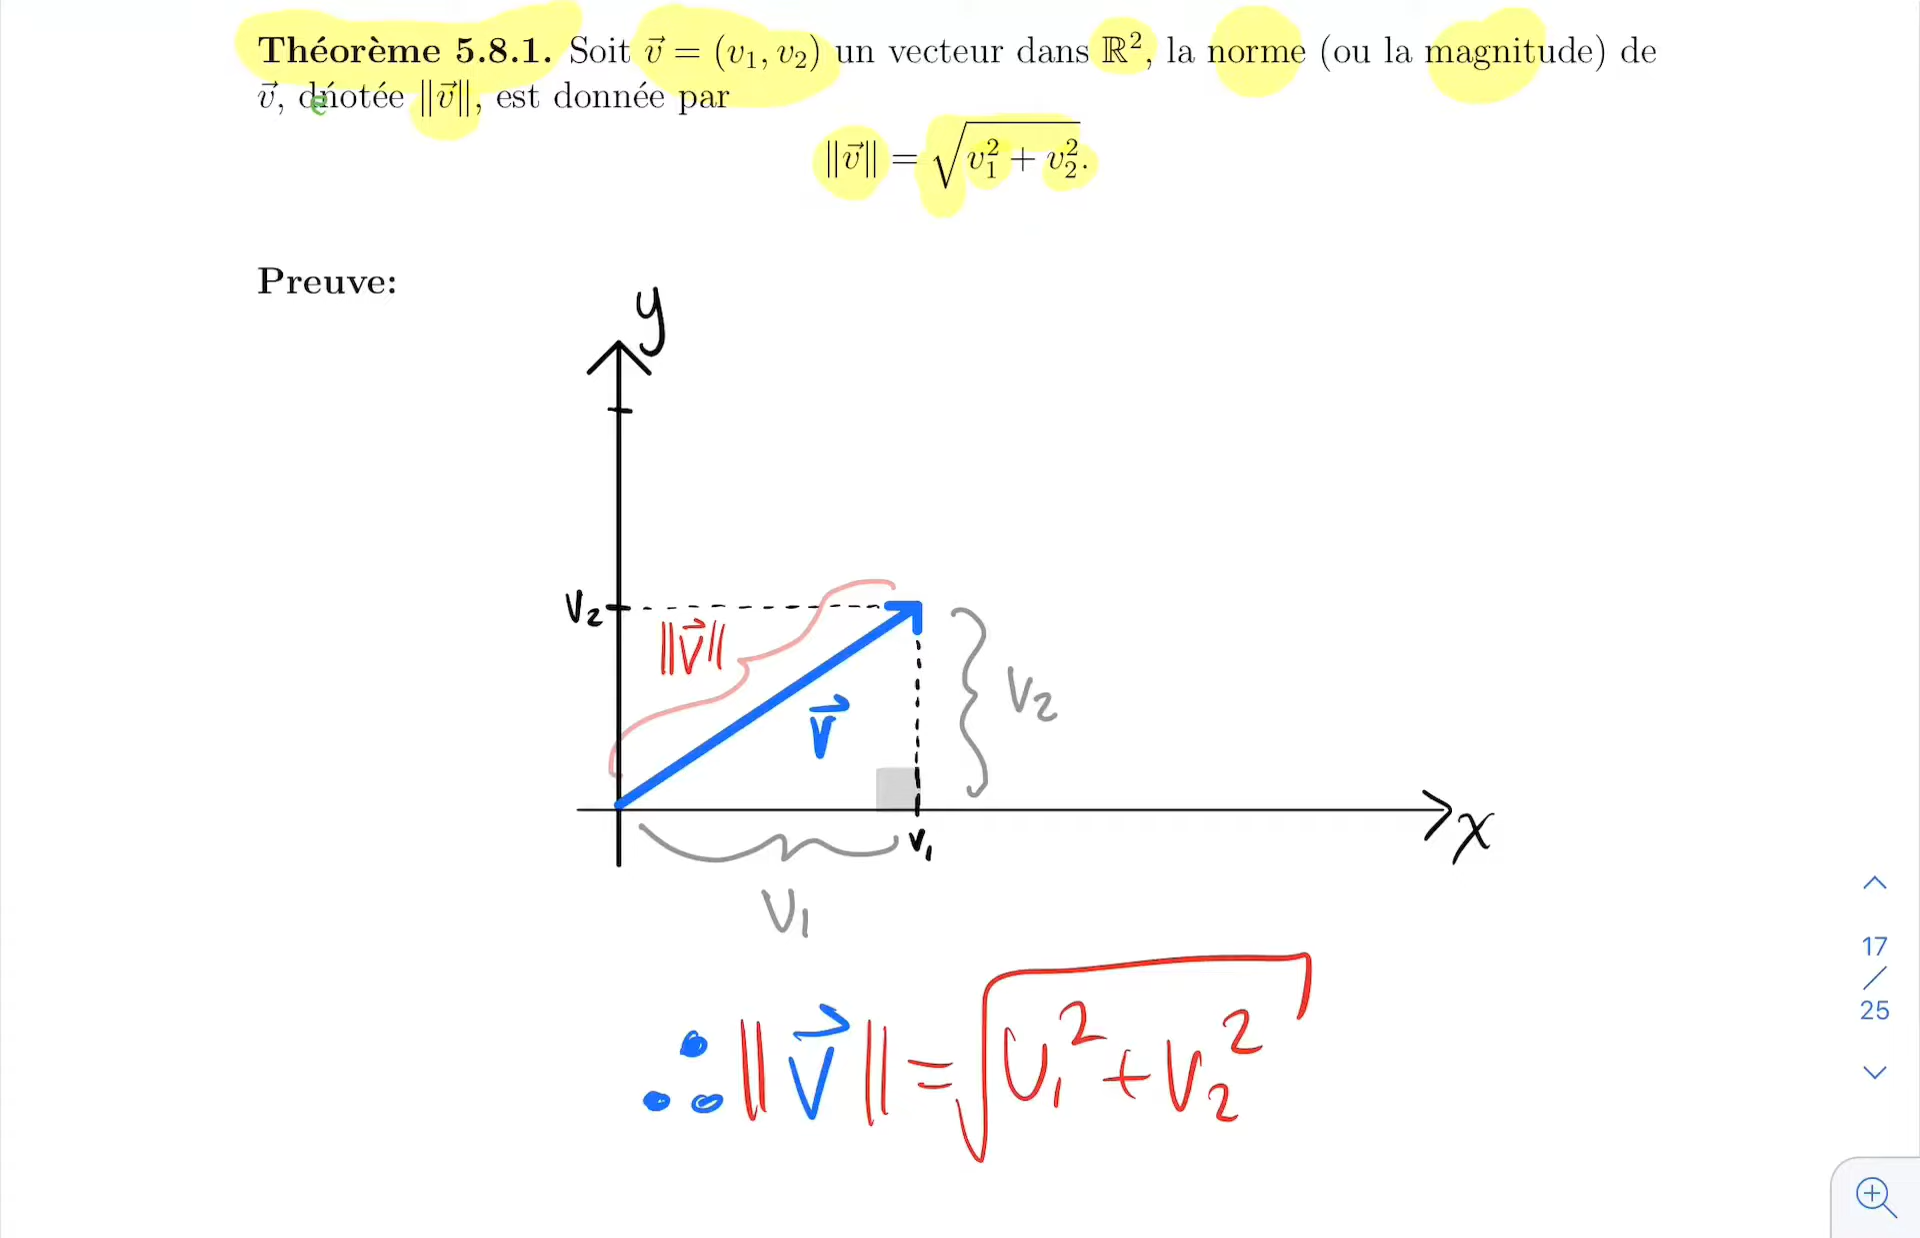 Théorème 5.8.1. Soit v⃗ = (v₁, v₂) un vecteur dans ℝ², la norme (ou la magnitude) de
v⃗, dńotée ‖v⃗‖, est donnée par
e
‖v⃗‖ = √(v₁² + v₂²).
Preuve:
y
v₂
‖v⃗‖
v⃗
v₂
v₁
x
v₁
∴ ‖v⃗‖ = √(v₁² + v₂²)
17
/
25